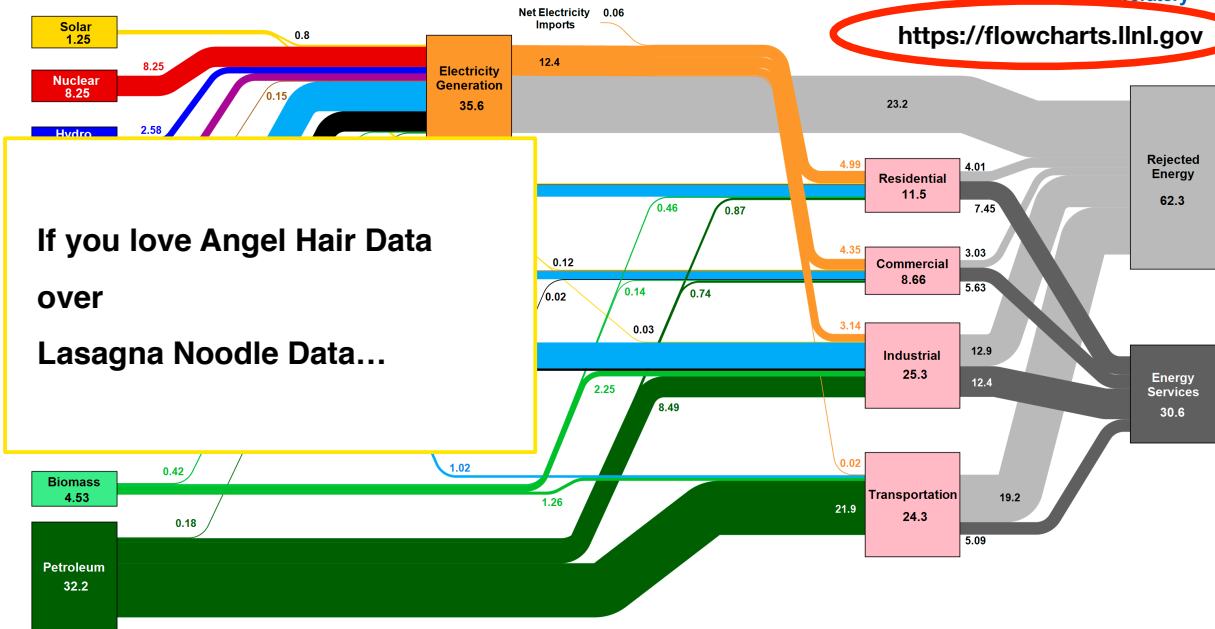 Net Electricity
Imports
0.06
https://flowcharts.llnl.gov
Solar
1.25
0.8
Nuclear
8.25
8.25
Electricity
Generation
35.6
12.4
23.2
0.15
Hydro
2.58
If you love Angel Hair Data
over
Lasagna Noodle Data...
4.99
Residential
11.5
4.01
7.45
Rejected
Energy
62.3
0.46
0.87
4.35
Commercial
8.66
3.03
5.63
0.12
0.02
0.14
0.74
0.03
3.14
Industrial
25.3
12.9
12.4
Energy
Services
30.6
2.25
8.49
0.42
1.02
0.02
Biomass
4.53
1.26
Transportation
24.3
21.9
19.2
5.09
0.18
Petroleum
32.2